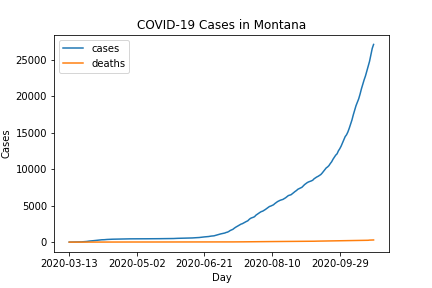 COVID-19 Cases in Montana
cases
deaths
25000
20000
15000
10000
5000
0
Cases
2020-03-13 2020-05-02 2020-06-21 2020-08-10 2020-09-29
Day